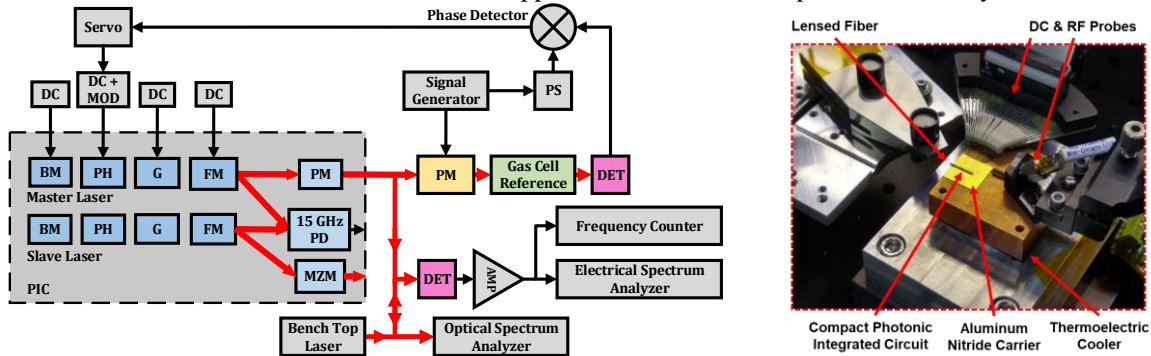 Phase Detector
Servo
DC +
MOD
DC
DC
DC
Signal
Generator
PS
BM
PH
G
FM
PM
Master Laser
PM
Gas Cell
Reference
DET
BM
PH
G
FM
15 GHz
PD
Slave Laser
MZM
PIC
Frequency Counter
DET
AMP
Electrical Spectrum
Analyzer
Bench Top
Laser
Optical Spectrum
Analyzer
Lensed Fiber
DC & RF Probes
Compact Photonic
Integrated Circuit
Aluminum
Nitride Carrier
Thermoelectric
Cooler